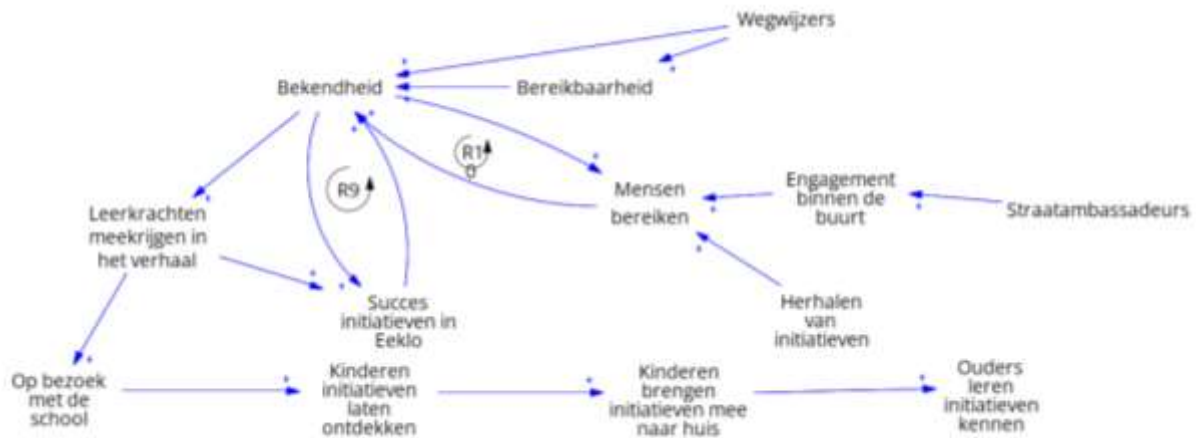 Wegwijzers
Bekendheid
Bereikbaarheid
R1
0
R9
Mensen
bereiken
Engagement
binnen de
buurt
Straatambassadeurs
Leerkrachten
meekrijgen in
het verhaal
Succes
initiatieven in
Eeklo
Herhalen
van
initiatieven
Op bezoek
met de
school
Kinderen
initiatieven
laten
ontdekken
Kinderen
brengen
initiatieven mee
naar huis
Ouders
leren
initiatieven
kennen